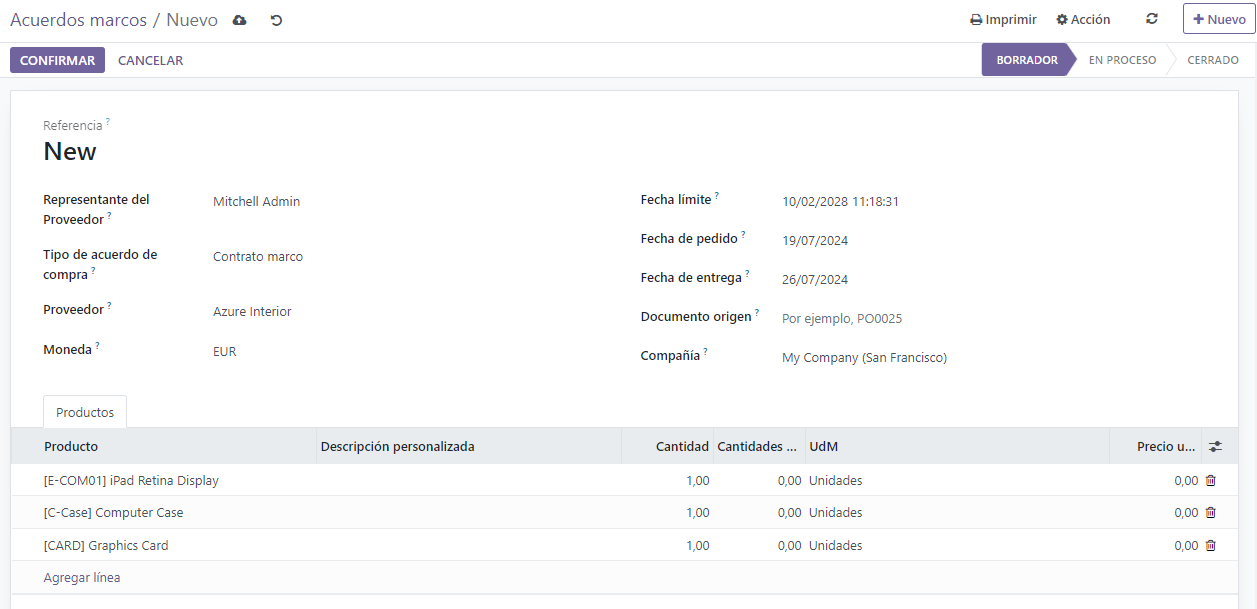 Acuerdos marcos / Nuevo
Imprimir Acción + Nuevo
CONFIRMAR CANCELAR BORRADOR EN PROCESO CERRADO
Referencia ?
New
Representante del Proveedor ? Mitchell Admin
Tipo de acuerdo de compra ? Contrato marco
Proveedor ? Azure Interior
Moneda ? EUR
Fecha límite ? 10/02/2028 11:18:31
Fecha de pedido ? 19/07/2024
Fecha de entrega ? 26/07/2024
Documento origen ? Por ejemplo, PO0025
Compañía ? My Company (San Francisco)
Productos
Producto Descripción personalizada Cantidad Cantidades ... UdM Precio u...
[E-COM01] iPad Retina Display 1,00 0,00 Unidades 0,00
[C-Case] Computer Case 1,00 0,00 Unidades 0,00
[CARD] Graphics Card 1,00 0,00 Unidades 0,00
Agregar línea